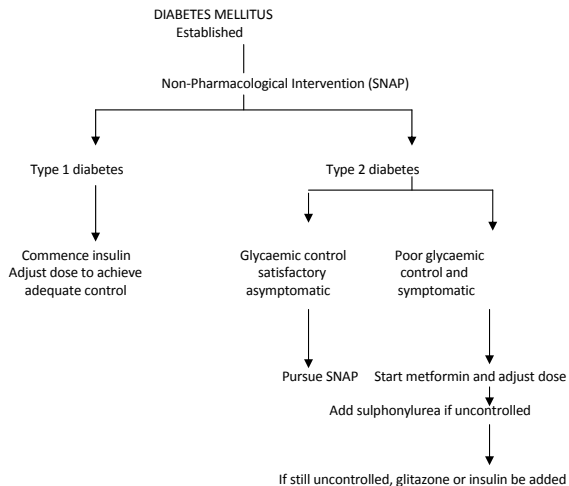 DIABETES MELLITUS
Established
Non-Pharmacological Intervention (SNAP)
Type 1 diabetes
Type 2 diabetes
Commence insulin
Adjust dose to achieve
adequate control
Glycaemic control
satisfactory
asymptomatic
Poor glycaemic
control and
symptomatic
Pursue SNAP
Start metformin and adjust dose
Add sulphonylurea if uncontrolled
If still uncontrolled, glitazone or insulin be added